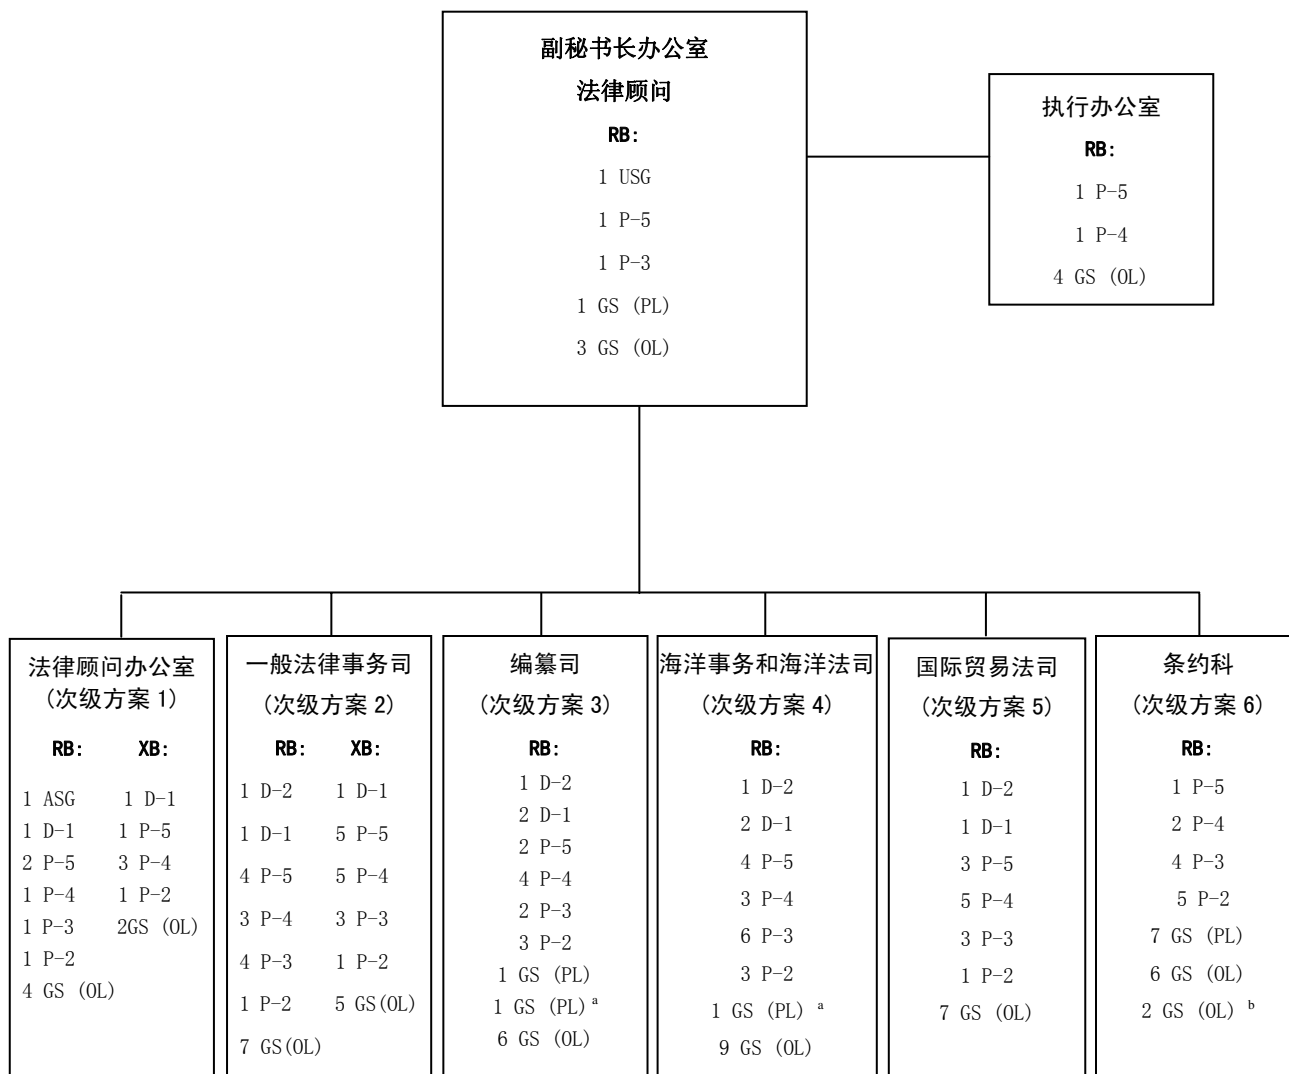 副秘书长办公室
法律顾问
RB:
1 USG
1 P-5
1 P-3
1 GS (PL)
3 GS (OL)
执行办公室
RB:
1 P-5
1 P-4
4 GS (OL)
法律顾问办公室
(次级方案 1)
RB: XB:
1 ASG 1 D-1
1 D-1 1 P-5
2 P-5 3 P-4
1 P-4 1 P-2
1 P-3 2GS (OL)
1 P-2
4 GS (OL)
一般法律事务司
(次级方案 2)
RB: XB:
1 D-2 1 D-1
1 D-1 5 P-5
4 P-5 5 P-4
3 P-4 3 P-3
4 P-3 1 P-2
1 P-2 5 GS(OL)
7 GS(OL)
编纂司
(次级方案 3)
RB:
1 D-2
2 D-1
2 P-5
4 P-4
2 P-3
3 P-2
1 GS (PL)
1 GS (PL) a
6 GS (OL)
海洋事务和海洋法司
(次级方案 4)
RB:
1 D-2
2 D-1
4 P-5
3 P-4
6 P-3
3 P-2
1 GS (PL) a
9 GS (OL)
国际贸易法司
(次级方案 5)
RB:
1 D-2
1 D-1
3 P-5
5 P-4
3 P-3
1 P-2
7 GS (OL)
条约科
(次级方案 6)
RB:
1 P-5
2 P-4
4 P-3
5 P-2
7 GS (PL)
6 GS (OL)
2 GS (OL) b